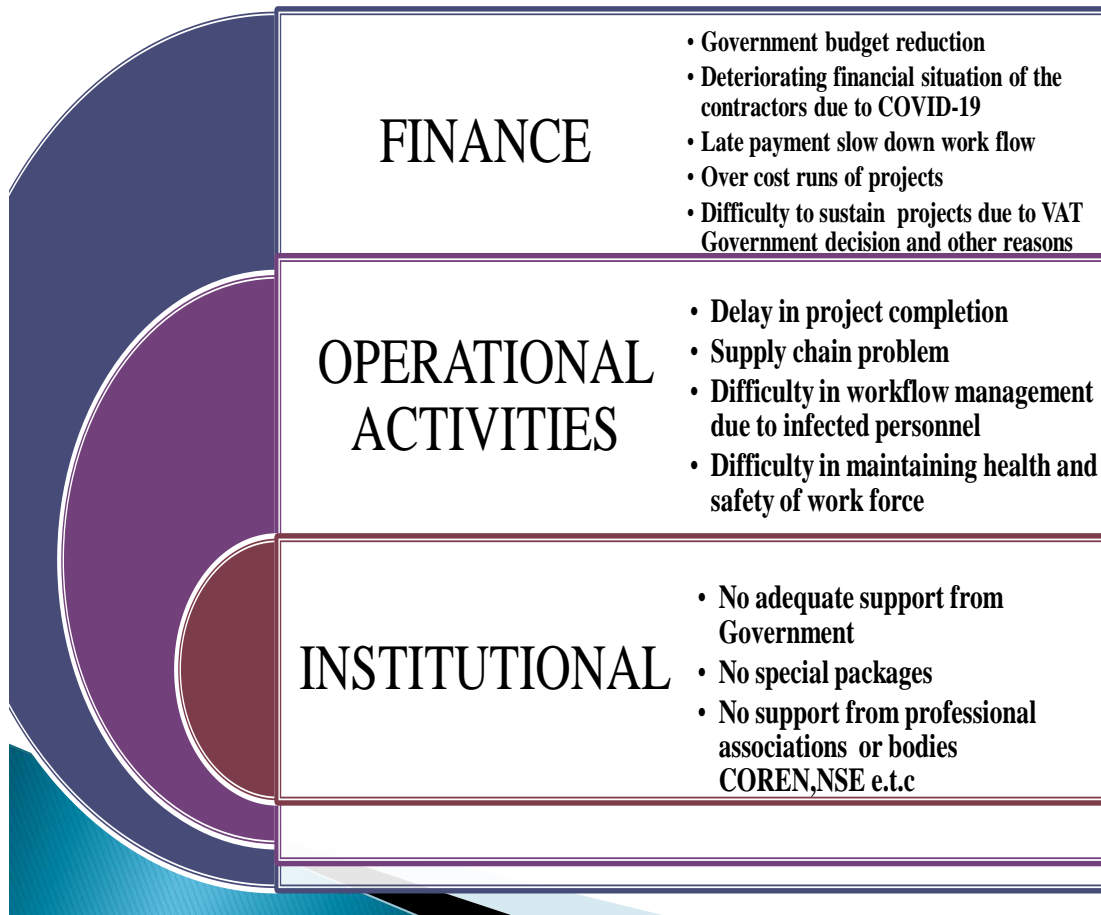 FINANCE
• Government budget reduction
• Deteriorating financial situation of the
contractors due to COVID-19
• Late payment slow down work flow
• Over cost runs of projects
• Difficulty to sustain  projects due to VAT
Government decision and other reasons
OPERATIONAL
ACTIVITIES
• Delay in project completion
• Supply chain problem
• Difficulty in workflow management
due to infected personnel
• Difficulty in maintaining health and
safety of work force
INSTITUTIONAL
• No adequate support from
Government
• No special packages
• No support from professional
associations  or bodies
COREN,NSE e.t.c